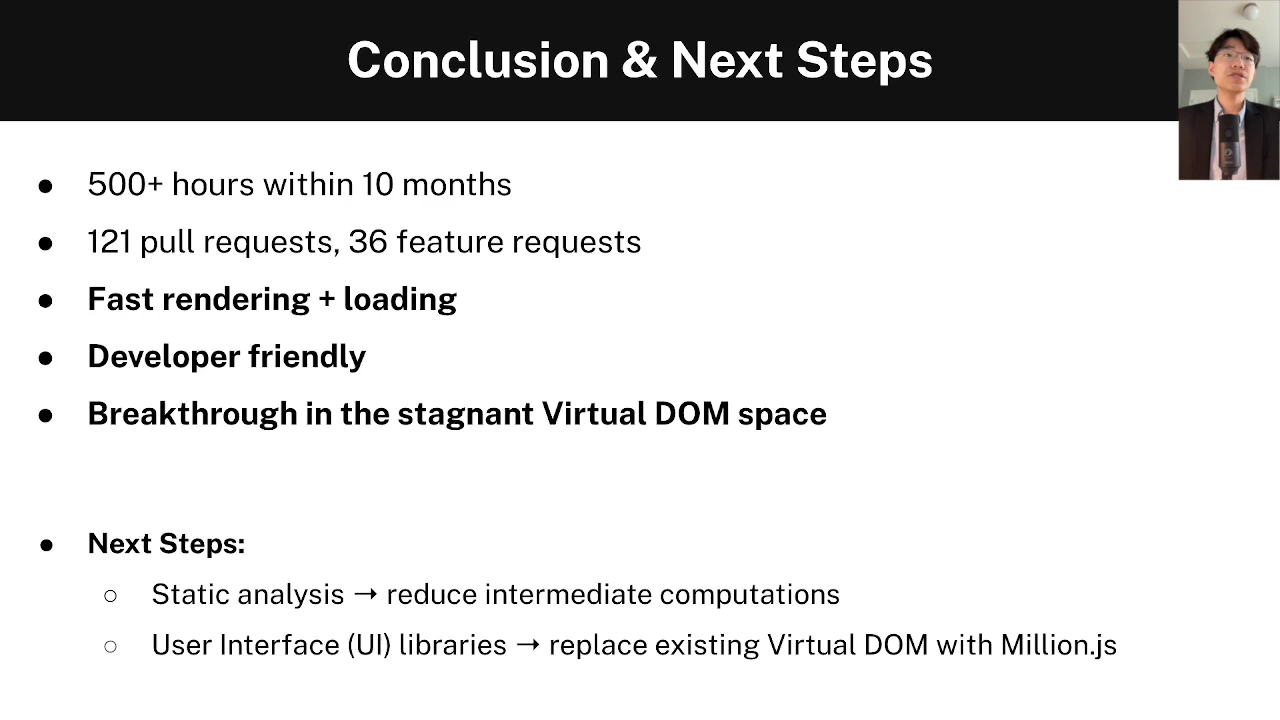 Conclusion & Next Steps
● 500+ hours within 10 months
● 121 pull requests, 36 feature requests
● Fast rendering + loading
● Developer friendly
● Breakthrough in the stagnant Virtual DOM space
● Next Steps:
○ Static analysis → reduce intermediate computations
○ User Interface (UI) libraries → replace existing Virtual DOM with Million.js